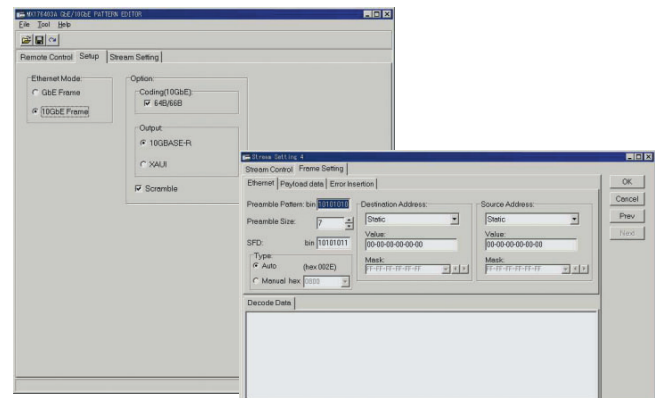 MX176403A GbE/10GbE PATTERN EDITOR
File Tool Help
Remote Control Setup Stream Setting
Ethernet Mode:
GbE Frame
10GbE Frame
Option:
Coding(10GbE):
64B/66B
Output:
10GBASE-R
XAUI
Scramble
Stream Setting 4
Stream Control Frame Setting
Ethernet Payload data Error Insertion
Preamble Pattern: bin 10101010
Preamble Size: 7
SFD: bin 10101011
Type:
Auto (hex 002E)
Manual hex 0000
Destination Address:
Static
Value:
00-00-00-00-00-00
Mask:
FF-FF-FF-FF-FF-FF
Source Address:
Static
Value:
00-00-00-00-00-00
Mask:
FF-FF-FF-FF-FF-FF
OK
Cancel
Prev
Next
Decode Data